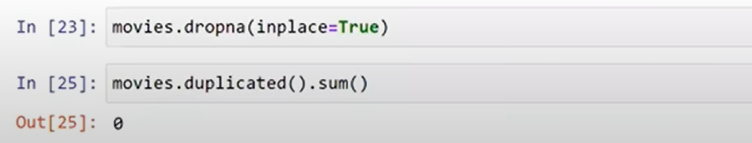 In [23]: movies.dropna(inplace=True)
In [25]: movies.duplicated().sum()
Out[25]: 0